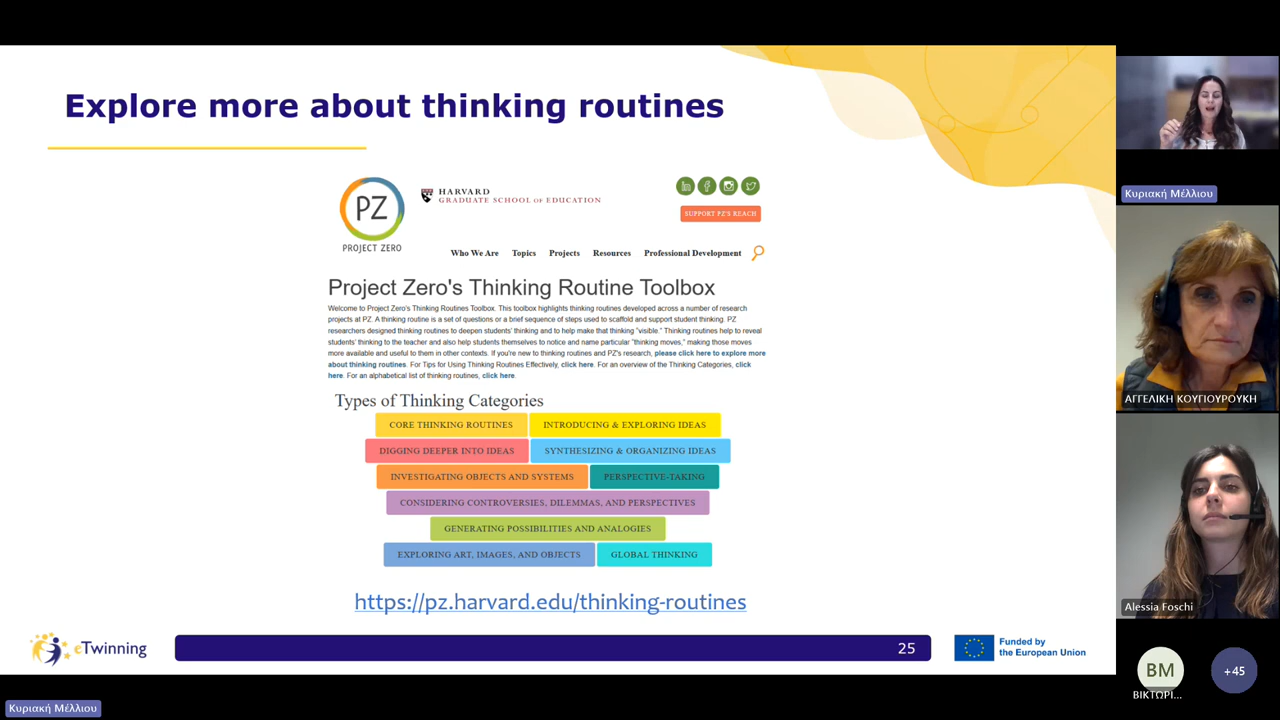 Explore more about thinking routines
PZ
PROJECT ZERO
HARVARD
GRADUATE SCHOOL OF EDUCATION
SUPPORT PZ'S REACH
Who We Are Topics Projects Resources Professional Development
Project Zero's Thinking Routine Toolbox
Welcome to Project Zero's Thinking Routines Toolbox. This toolbox highlights thinking routines developed across a number of research
projects at PZ. A thinking routine is a set of questions or a brief sequence of steps used to scaffold and support student thinking. PZ
researchers designed thinking routines to deepen students' thinking and to help make that thinking "visible." Thinking routines help to reveal
students' thinking to the teacher and also help students themselves to notice and name particular "thinking moves," making those moves
more available and useful to them in other contexts. If you're new to thinking routines and PZ's research, please click here to explore more
about thinking routines. For Tips for Using Thinking Routines Effectively, click here. For an overview of the Thinking Categories, click
here. For an alphabetical list of thinking routines, click here.
Types of Thinking Categories
CORE THINKING ROUTINES INTRODUCING & EXPLORING IDEAS
DIGGING DEEPER INTO IDEAS SYNTHESIZING & ORGANIZING IDEAS
INVESTIGATING OBJECTS AND SYSTEMS PERSPECTIVE-TAKING
CONSIDERING CONTROVERSIES, DILEMMAS, AND PERSPECTIVES
GENERATING POSSIBILITIES AND ANALOGIES
EXPLORING ART, IMAGES, AND OBJECTS GLOBAL THINKING
https://pz.harvard.edu/thinking-routines
eTwinning
25
Funded by
the European Union
Κυριακή Μέλλιου
ΑΓΓΕΛΙΚΗ ΚΟΥΓΙΟΥΡΟΥΚΗ
Alessia Foschi
BM
ΒΙΚΤΩΡΙ...
+45
Κυριακή Μέλλιου